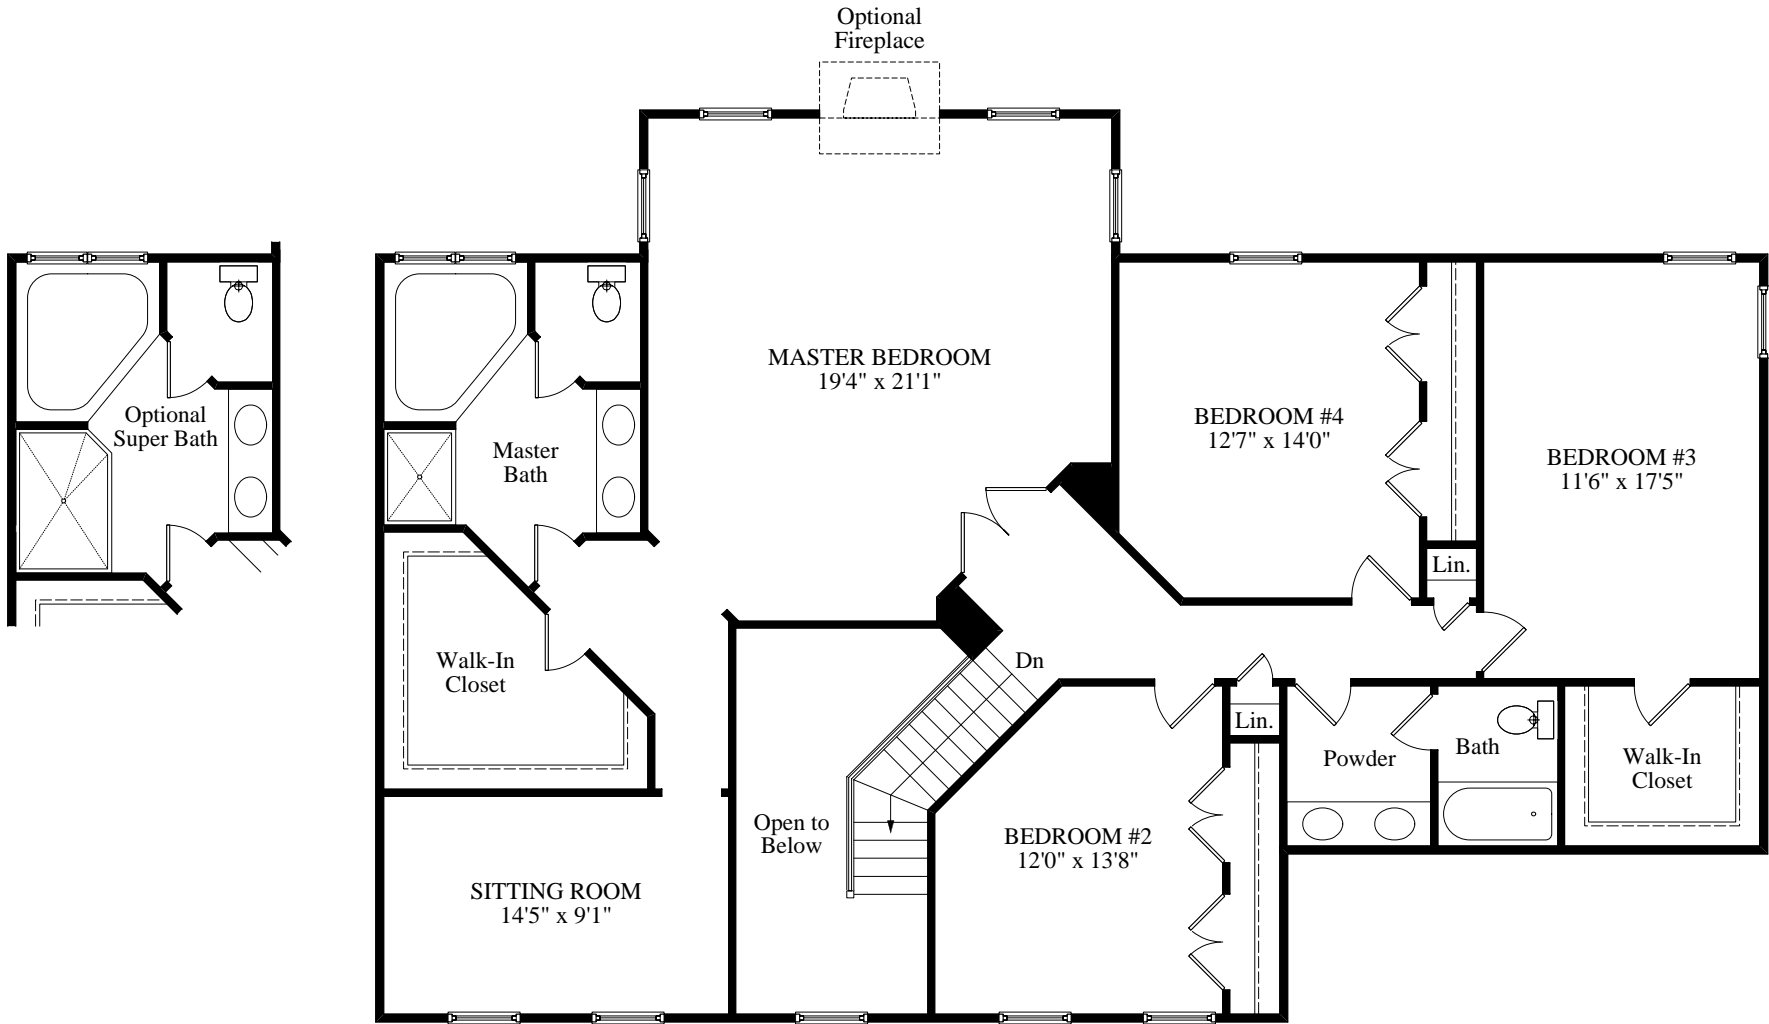 Optional
Fireplace
MASTER BEDROOM
19'4" x 21'1"
Optional
Super Bath
Master
Bath
BEDROOM #4
12'7" x 14'0"
BEDROOM #3
11'6" x 17'5"
Lin.
Walk-In
Closet
Dn
Lin.
Powder
Bath
Walk-In
Closet
Open to
Below
BEDROOM #2
12'0" x 13'8"
SITTING ROOM
14'5" x 9'1"